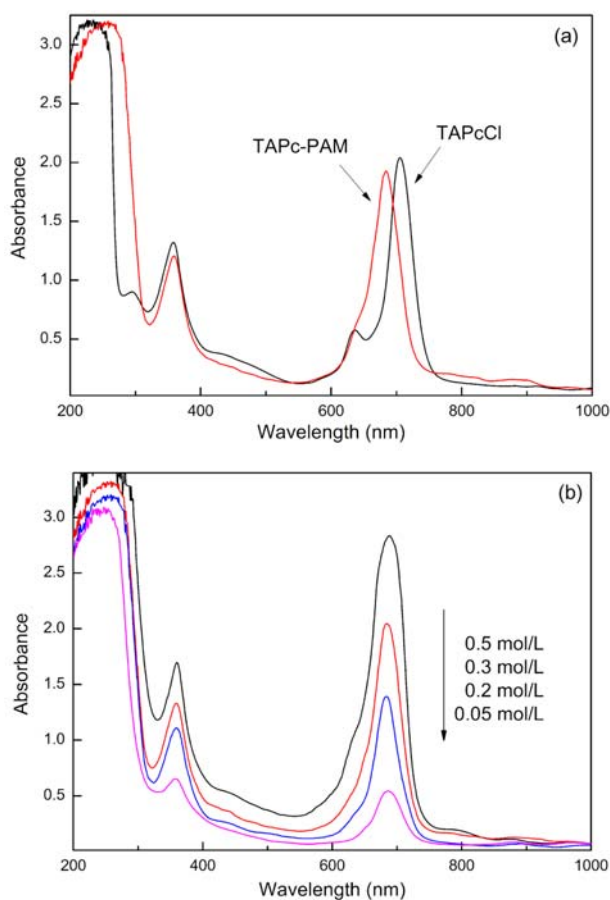 (a)
TAPc-PAM
TAPcCl
3.0
2.5
2.0
1.5
1.0
0.5
Absorbance
200
400
600
800
1000
Wavelength (nm)
(b)
3.0
2.5
2.0
1.5
1.0
0.5
Absorbance
0.5 mol/L
0.3 mol/L
0.2 mol/L
0.05 mol/L
200
400
600
800
1000
Wavelength (nm)